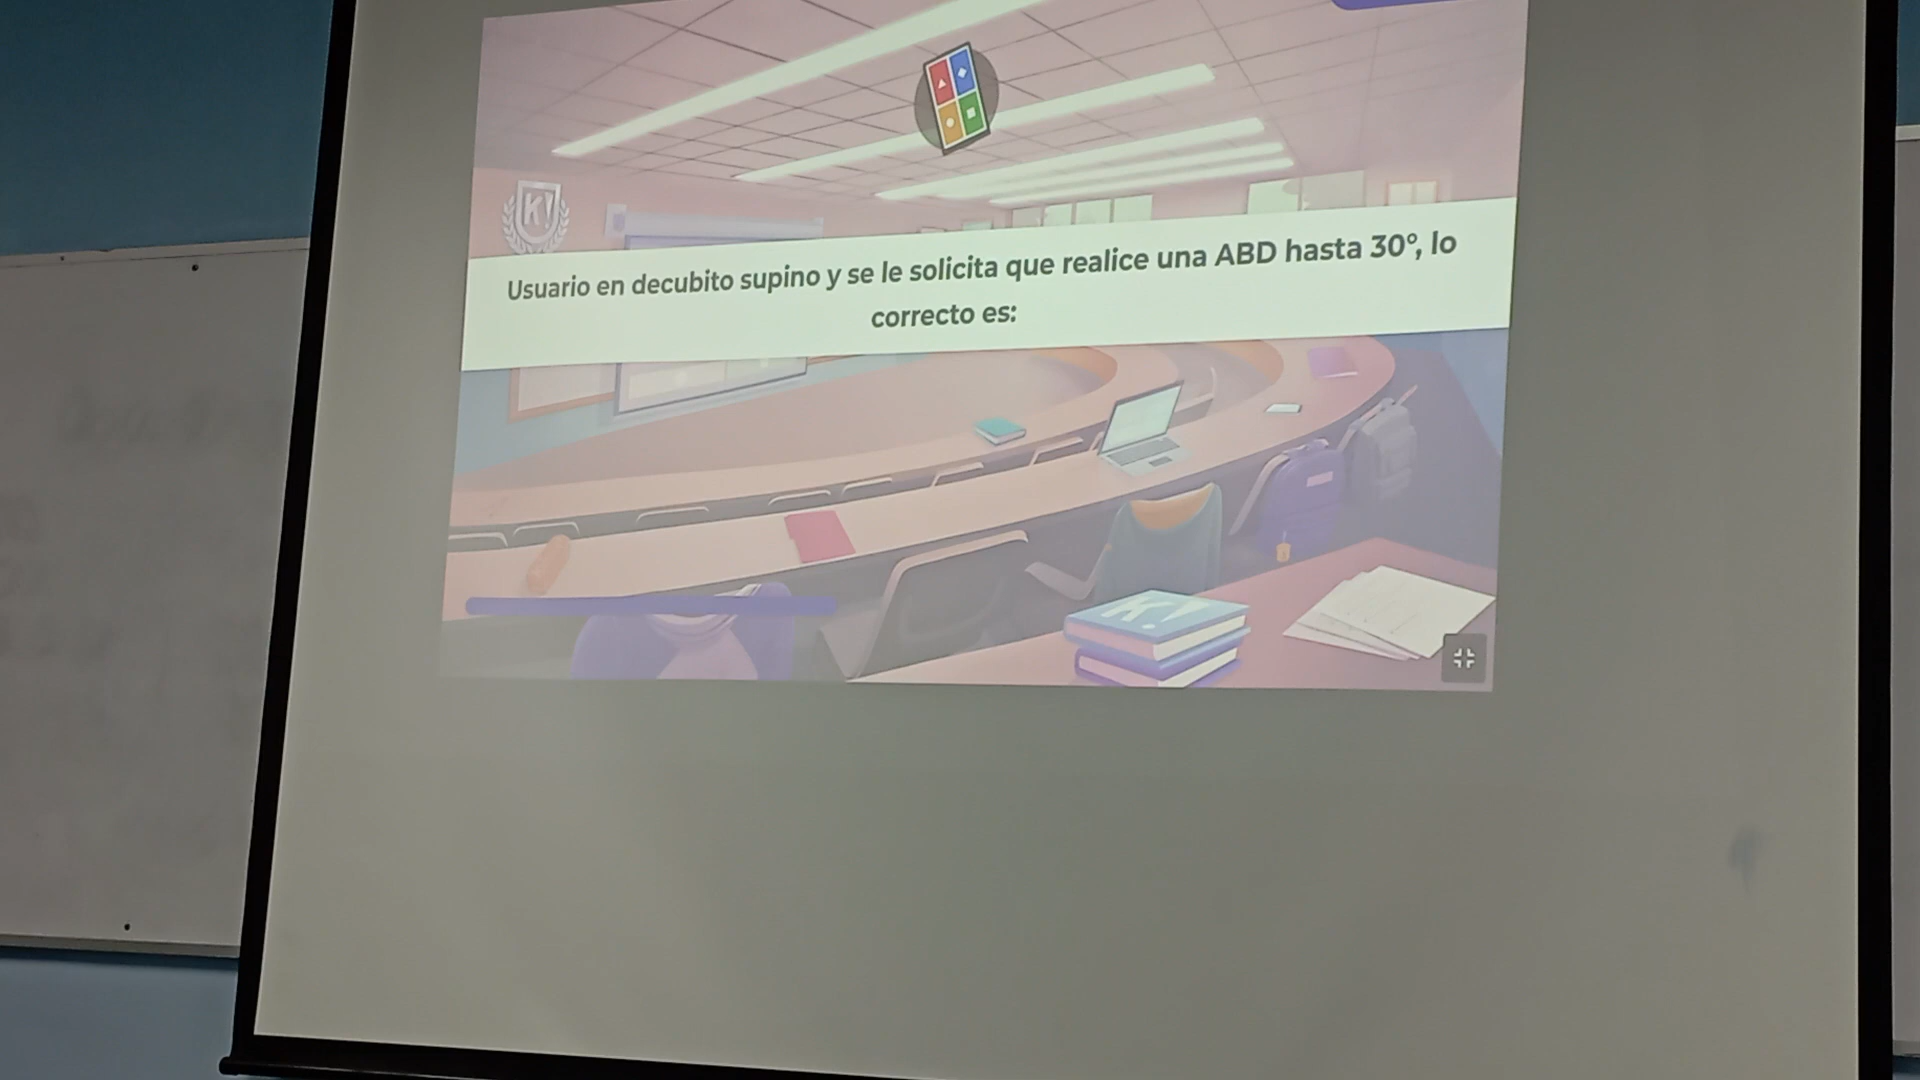 K!
Usuario en decubito supino y se le solicita que realice una ABD hasta 30°, lo
correcto es:
K!